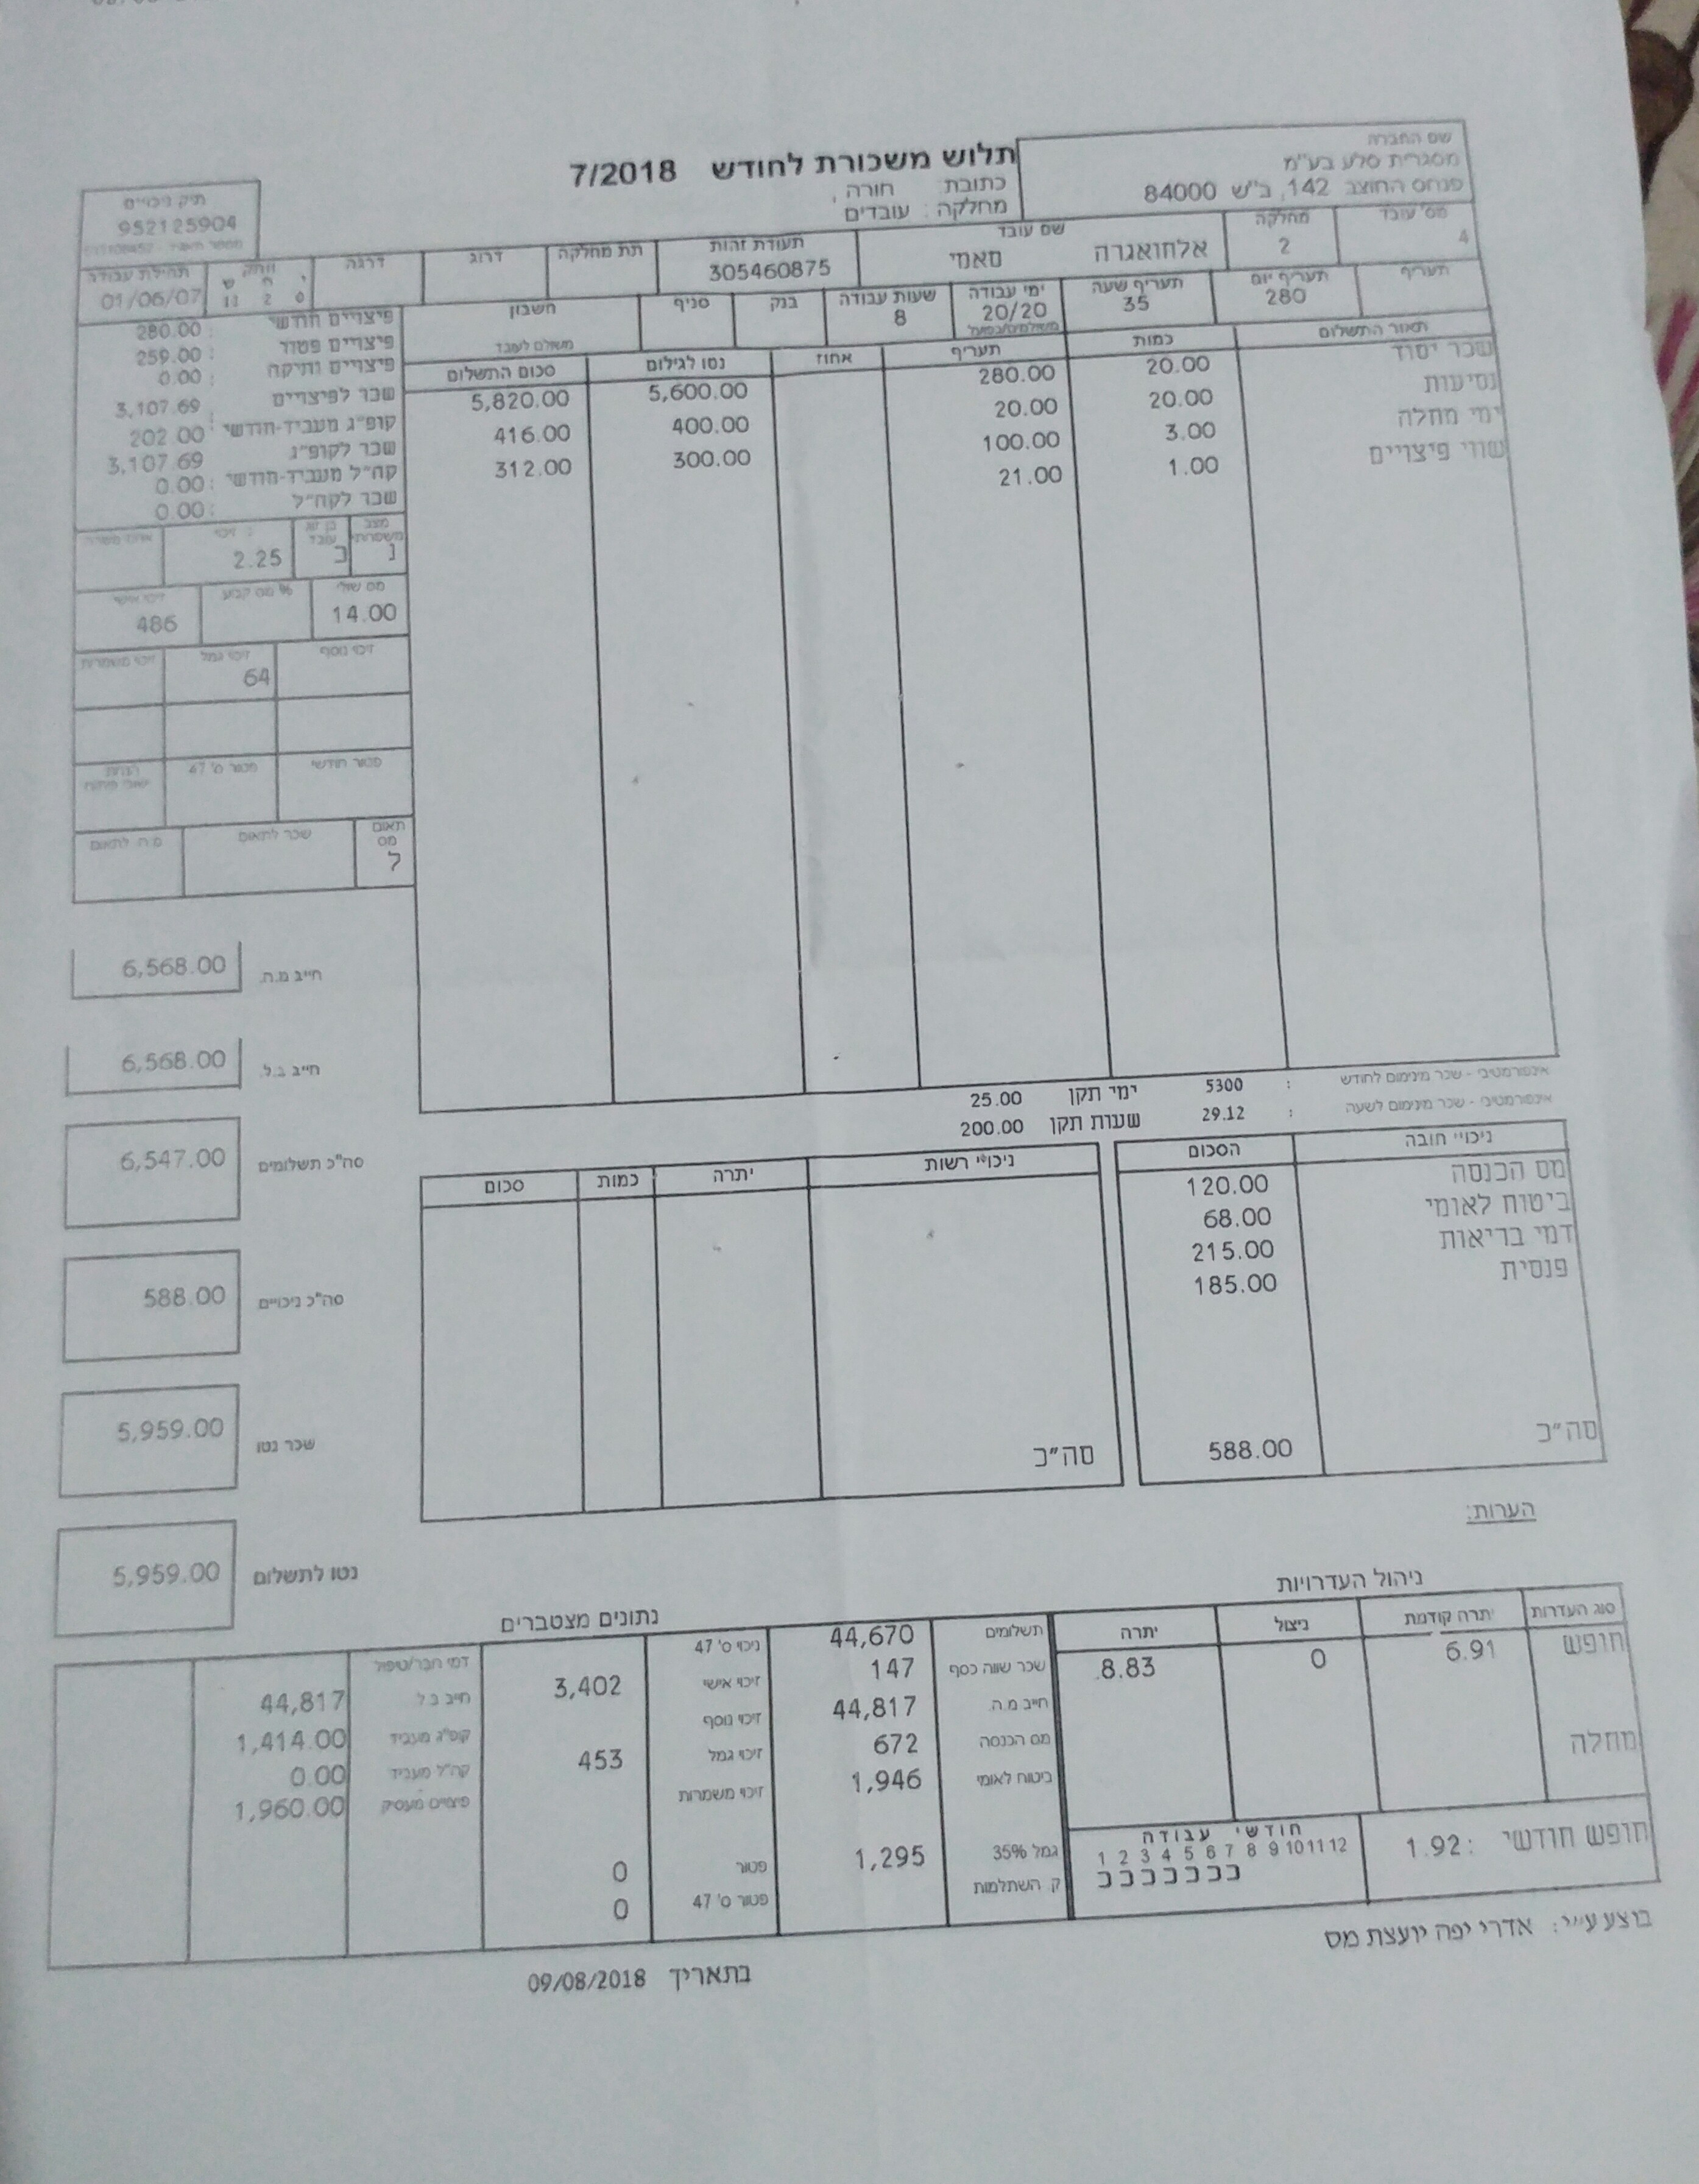 תלוש משכורת לחודש 7/2018
כתובת: חורה,
מחלקה: עובדים
שם החברה
מסגרית סלע בע"מ
פנחס החוצב 142, ב"ש 84000
תיק ניכויים
952125904
מס' עובד מחלקה שם עובד תעודת זהות תת מחלקה דרוג דרגה ותק תחילת עבודה
4 2 אלחואגרה סאמי 305460875 01/06/07
תעריף תעריף יום תעריף שעה ימי עבודה שעות עבודה בנק סניף חשבון
280 35 20/20 8
משולם לעובד
תאור התשלום כמות תעריף אחוז נטו לגילום סכום התשלום
שכר יסוד 20.00 280.00 5,600.00 5,820.00
נסיעות 20.00 20.00 400.00 416.00
ימי מחלה 3.00 100.00 300.00 312.00
שווי פיצויים 1.00 21.00
פיצויים חודשי : 280.00
פיצויים פטור : 259.00
פיצויים ותיקה : 0.00
שכר לפיצויים : 3,107.69
קופ"ג מעביד-חודשי : 202.00
שכר לקופ"ג : 3,107.69
קה"ל מעביד-חודשי : 0.00
שכר לקה"ל : 0.00
מצב משפחתי בן זוג עובד
נ כ 2.25
מס שולי % מס קבוע זיכוי אישי
14.00 486
זיכוי נוסף זיכוי גמל זיכוי משמרות
64
פטור חודשי פטור ס' 47
תאום מס שכר לתאום מ.ח. לתאום
ל
חייב מ.ח. 6,568.00
חייב ב.ל. 6,568.00
סה"כ תשלומים 6,547.00
סה"כ ניכויים 588.00
שכר נטו 5,959.00
נטו לתשלום 5,959.00
אינפורמטיבי - שכר מינימום לחודש : 5300 ימי תקן 25.00
אינפורמטיבי - שכר מינימום לשעה : 29.12 שעות תקן 200.00
ניכויי חובה הסכום
מס הכנסה 120.00
ביטוח לאומי 68.00
דמי בריאות 215.00
פנסית 185.00
סה"כ 588.00
ניכויי רשות יתרה כמות סכום
סה"כ
הערות:
ניהול העדרויות
סוג העדרות יתרה קודמת ניצול יתרה
חופש 6.91 0 8.83
מחלה
חופש חודשי : 1.92
חודשי עבודה
1 2 3 4 5 6 7 8 9 10 11 12
כ כ כ כ כ כ כ
נתונים מצטברים
תשלומים 44,670
שכר שווה כסף 147
חייב מ.ה. 44,817
מס הכנסה 672
ביטוח לאומי 1,946
גמל 35% 1,295
ק. השתלמות
ניכוי ס' 47
זיכוי אישי 3,402
זיכוי נוסף
זיכוי גמל 453
זיכוי משמרות
פטור 0
פטור ס' 47 0
דמי חבר/טיפול
חייב ב.ל 44,817
קופ"ג מעביד 1,414.00
קה"ל מעביד 0.00
פיצויים מעסיק 1,960.00
בוצע ע"י: אדרי יפה יועצת מס
בתאריך 09/08/2018